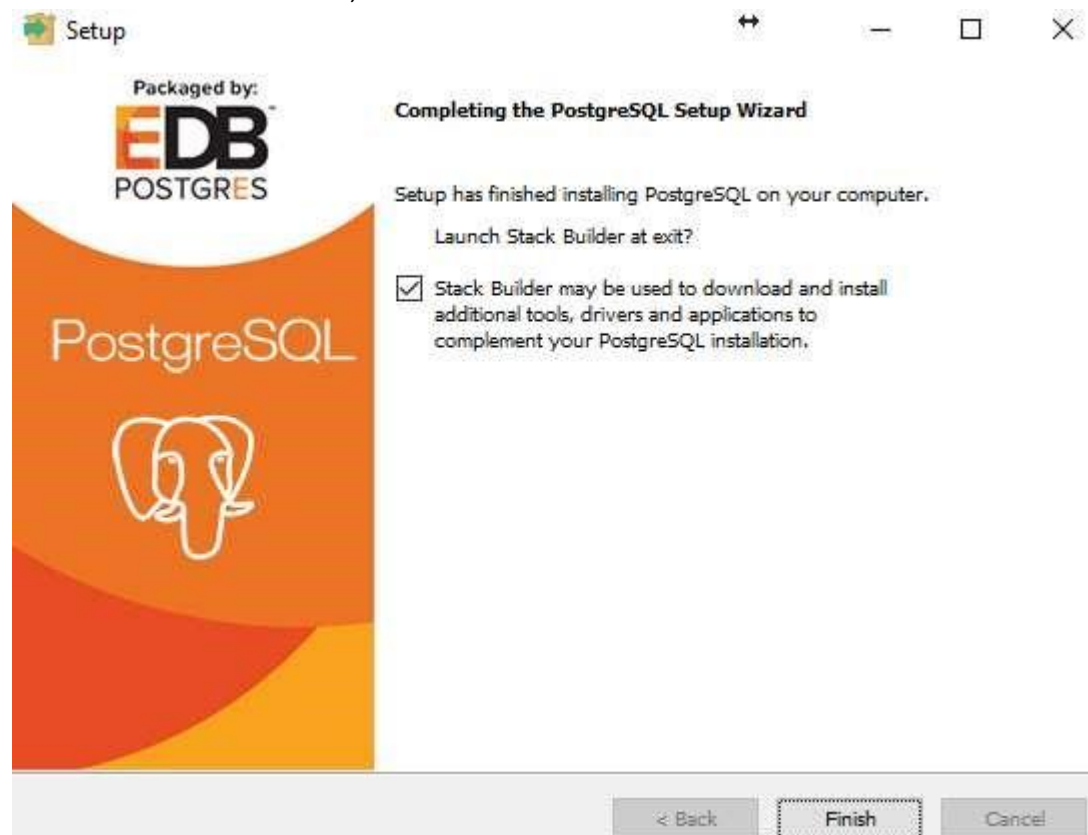 Setup
Packaged by:
EDB
POSTGRES
PostgreSQL
Completing the PostgreSQL Setup Wizard
Setup has finished installing PostgreSQL on your computer.
Launch Stack Builder at exit?
Stack Builder may be used to download and install
additional tools, drivers and applications to
complement your PostgreSQL installation.
< Back Finish Cancel